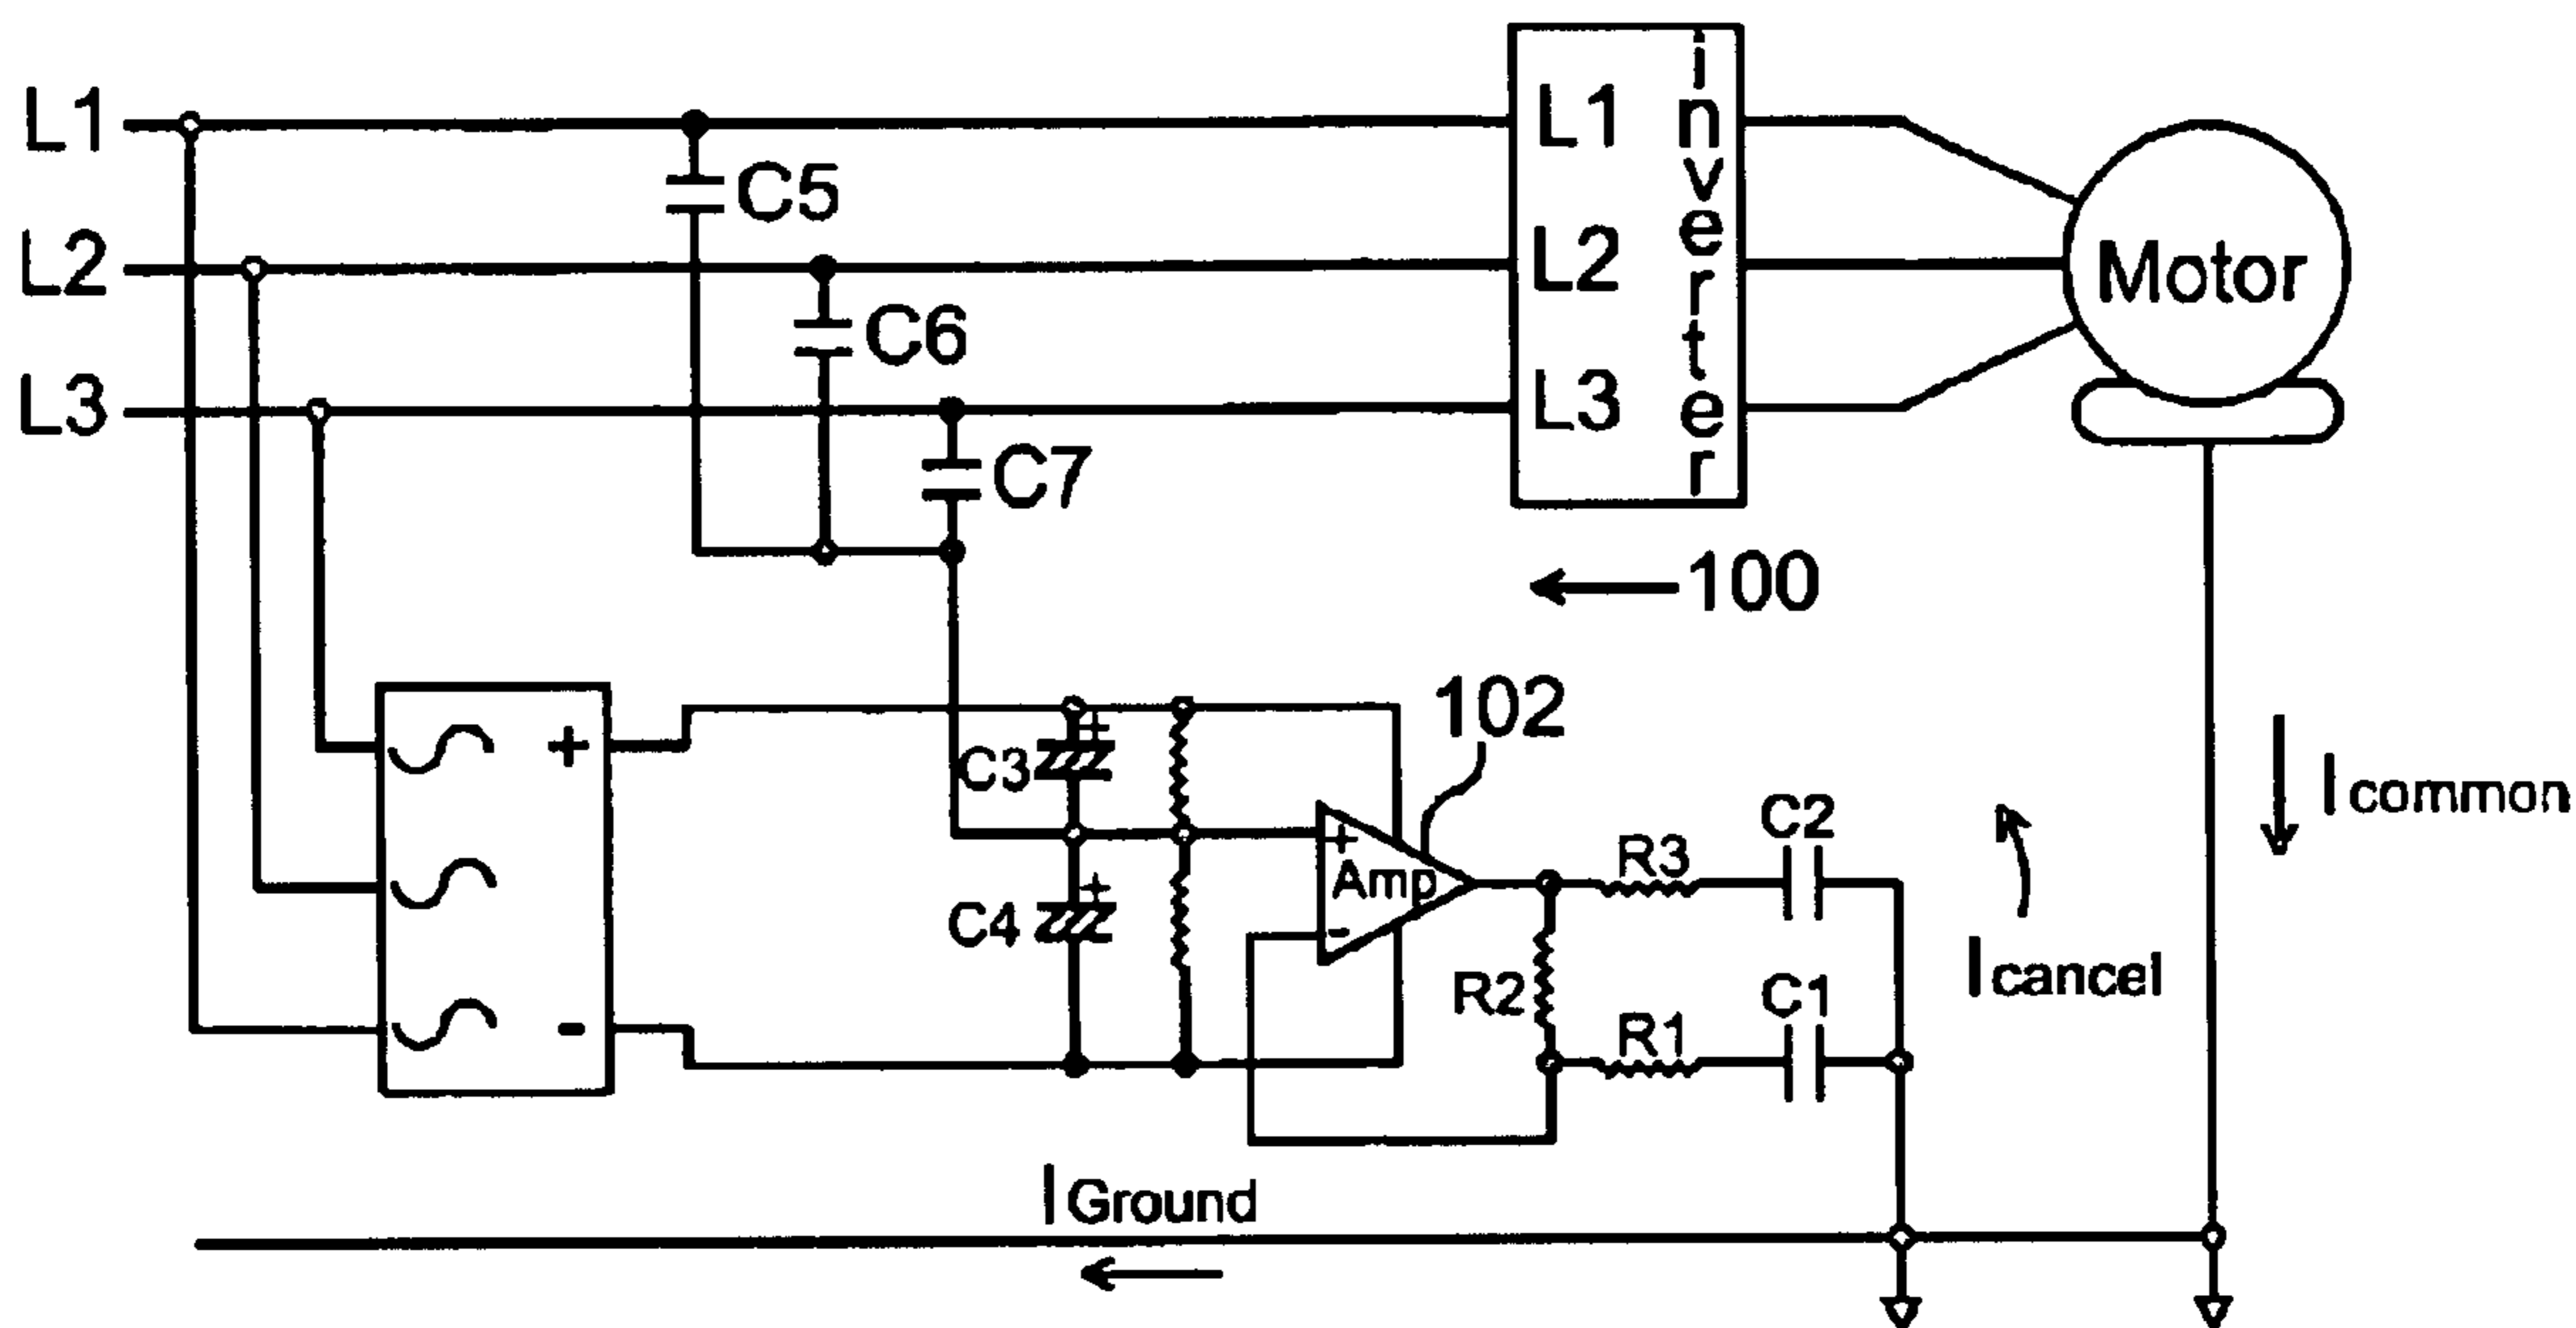 L1
L2
L3
C5
C6
C7
L1
L2
L3
inverter
Motor
100
102
+
-
C3
+
C4
+
+
Amp
-
R3
C2
R2
R1
C1
Icancel
Icommon
IGround